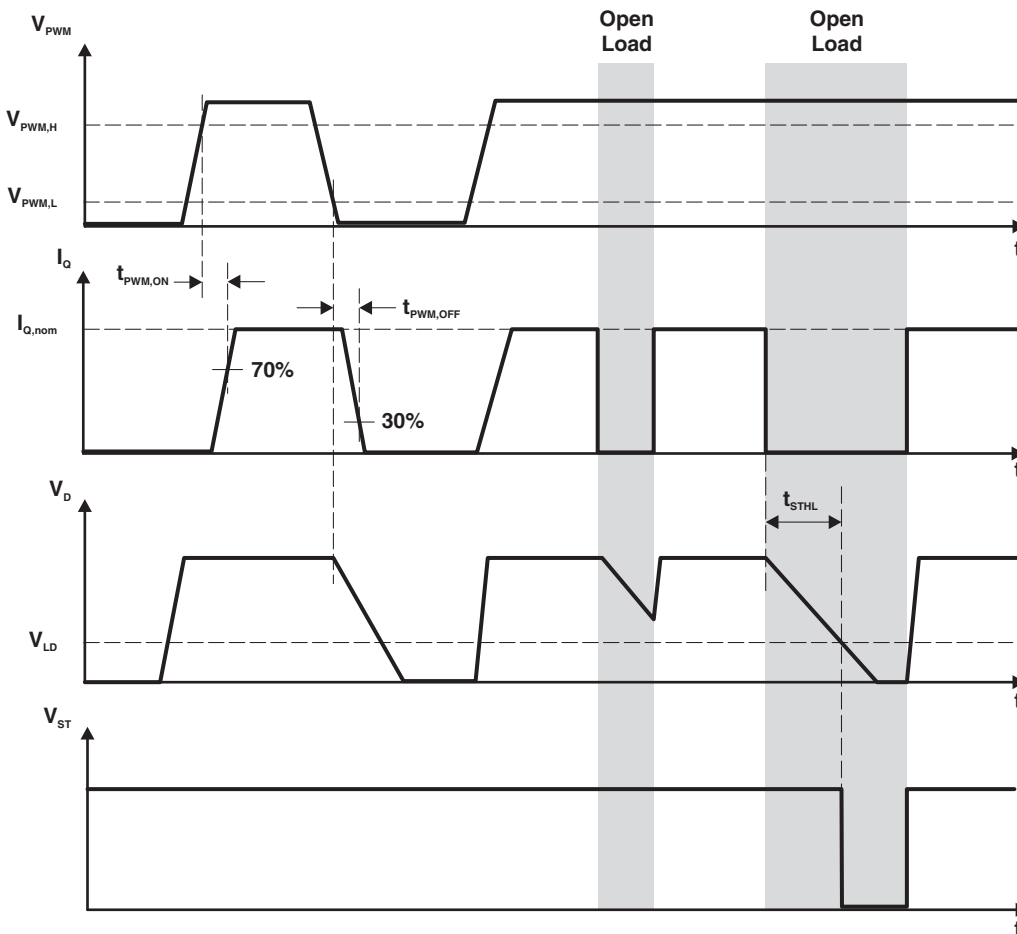 Open
Load
Open
Load
V_PWM
V_PWM,H
V_PWM,L
t
I_Q
t_PWM,ON
t_PWM,OFF
I_Q,nom
70%
30%
t
V_D
t_STHL
V_LD
t
V_ST
t